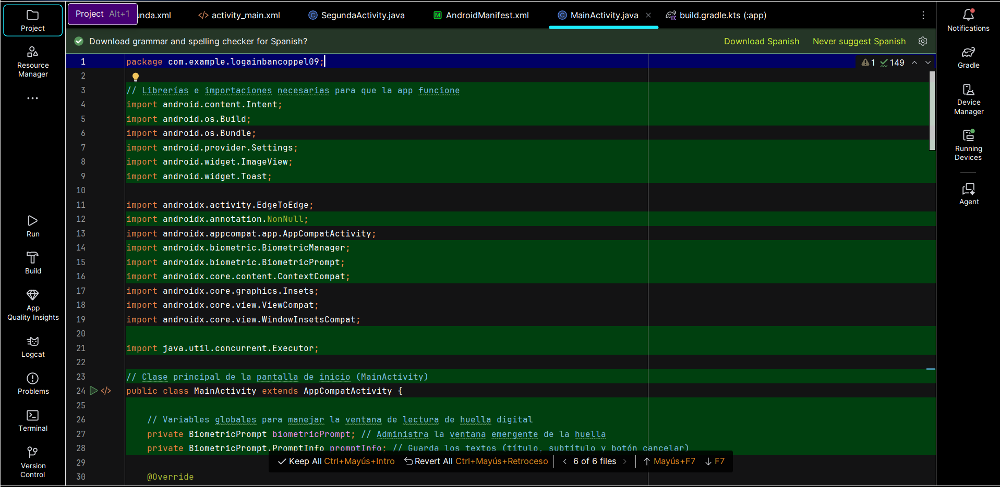 Project
Project Alt+1
unda.xml
activity_main.xml
SegundaActivity.java
AndroidManifest.xml
MainActivity.java
build.gradle.kts (:app)
Notifications
Download grammar and spelling checker for Spanish?
Download Spanish
Never suggest Spanish
Resource
Manager
Run
Build
App
Quality Insights
Logcat
Problems
Terminal
Version
Control
1 package com.example.logainbancoppel09;
1 149
2
3 // Librerías e importaciones necesarias para que la app funcione
4 import android.content.Intent;
5 import android.os.Build;
6 import android.os.Bundle;
7 import android.provider.Settings;
8 import android.widget.ImageView;
9 import android.widget.Toast;
10
11 import androidx.activity.EdgeToEdge;
12 import androidx.annotation.NonNull;
13 import androidx.appcompat.app.AppCompatActivity;
14 import androidx.biometric.BiometricManager;
15 import androidx.biometric.BiometricPrompt;
16 import androidx.core.content.ContextCompat;
17 import androidx.core.graphics.Insets;
18 import androidx.core.view.ViewCompat;
19 import androidx.core.view.WindowInsetsCompat;
20
21 import java.util.concurrent.Executor;
22
23 // Clase principal de la pantalla de inicio (MainActivity)
24 public class MainActivity extends AppCompatActivity {
25
26 // Variables globales para manejar la ventana de lectura de huella digital
27 private BiometricPrompt biometricPrompt; // Administra la ventana emergente de la huella
28 private BiometricPrompt.PromptInfo promptInfo; // Guarda los textos (título, subtítulo y botón cancelar)
29
30 @Override
Keep All Ctrl+Mayús+Intro Revert All Ctrl+Mayús+Retroceso 6 of 6 files Mayús+F7 F7
Gradle
Device
Manager
Running
Devices
Agent